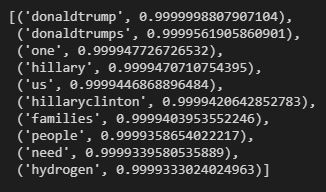 [('donaldtrump', 0.9999998807907104),
('donaldtrumps', 0.9999561905860901),
('one', 0.9999947726726532),
('hillary', 0.9999470710754395),
('us', 0.9999446868896484),
('hillaryclinton', 0.9999420642852783),
('families', 0.9999403953552246),
('people', 0.9999358654022217),
('need', 0.9999339580535889),
('hydrogen', 0.9999333024024963)]